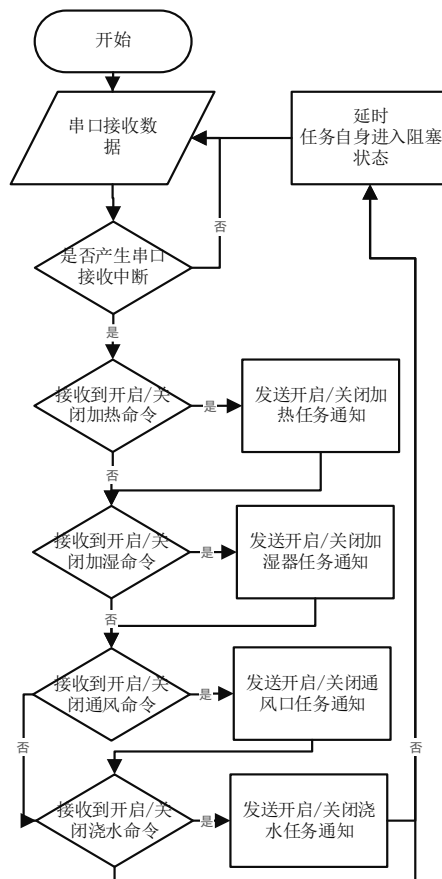 开始
串口接收数
据
延时
任务自身进入阻塞
状态
否
是否产生串口
接收中断
是
接收到开启/关
闭加热命令
是
发送开启/关闭加
热任务通知
否
接收到开启/关
闭加湿命令
是
发送开启/关闭加
湿器任务通知
否
接收到开启/关
闭通风命令
是
发送开启/关闭通
风口任务通知
否
否
接收到开启/关
闭浇水命令
是
发送开启/关闭浇
水任务通知